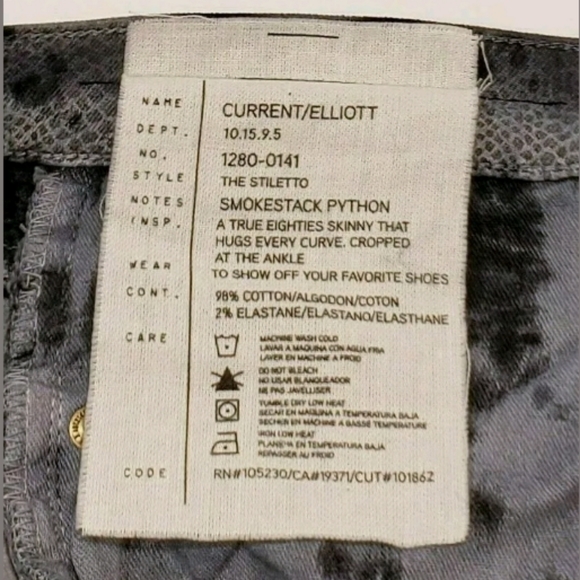 NAME CURRENT/ELLIOTT
DEPT. 10.15.9.5
NO. 1280-0141
STYLE THE STILETTO
NOTES SMOKESTACK PYTHON
INSP. A TRUE EIGHTIES SKINNY THAT
HUGS EVERY CURVE. CROPPED
WEAR AT THE ANKLE
TO SHOW OFF YOUR FAVORITE SHOES
CONT. 98% COTTON/ALGODON/COTON
2% ELASTANE/ELASTANO/ELASTHANE
CARE MACHINE WASH COLD
LAVAR A MAQUINA CON AGUA FRIA
LAVER EN MACHINE A FROID
DO NOT BLEACH
NO USAR BLANQUEADOR
NE PAS JAVELLISER
TUMBLE DRY LOW HEAT
SECAR EN MAQUINA A TEMPERATURA BAJA
SECHER EN MACHINE A BASSE TEMPERATURE
IRON LOW HEAT
PLANCHA EN TEMPERATURA BAJA
REPASSER AU FROID
CODE RN#105230/CA#19371/CUT#101862